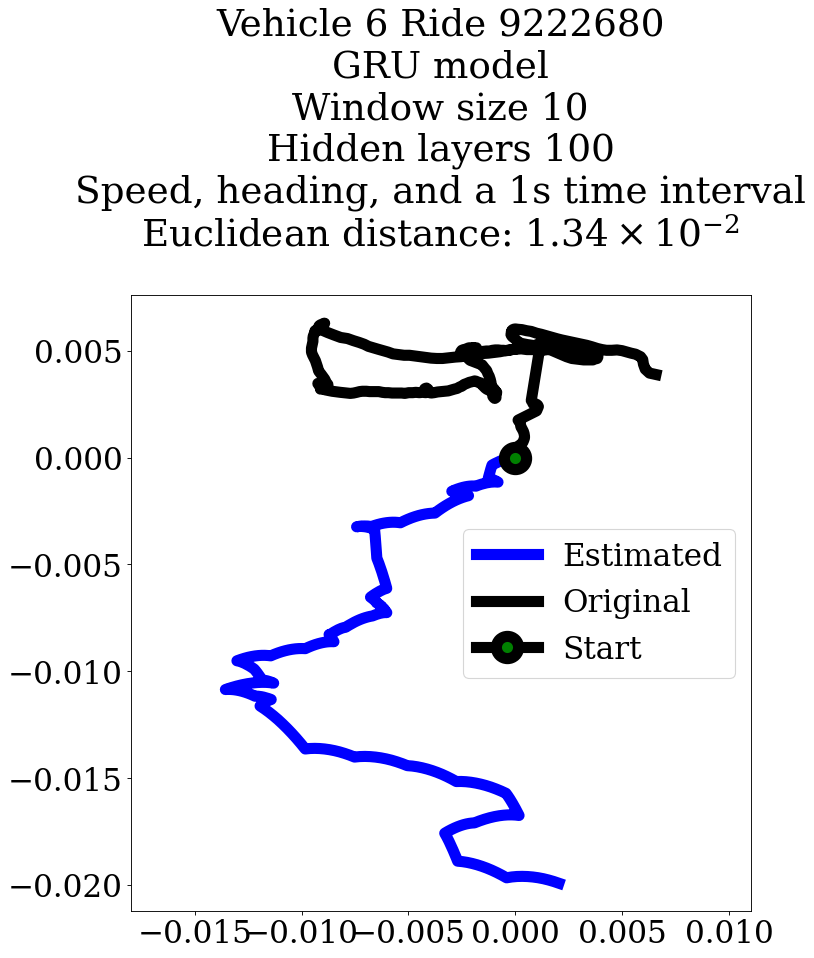 Vehicle 6 Ride 9222680
GRU model
Window size 10
Hidden layers 100
Speed, heading, and a 1s time interval
Euclidean distance: 1.34 × 10⁻²
0.005
0.000
−0.005
−0.010
−0.015
−0.020
Estimated
Original
Start
−0.015 −0.010 −0.005 0.000 0.005 0.010